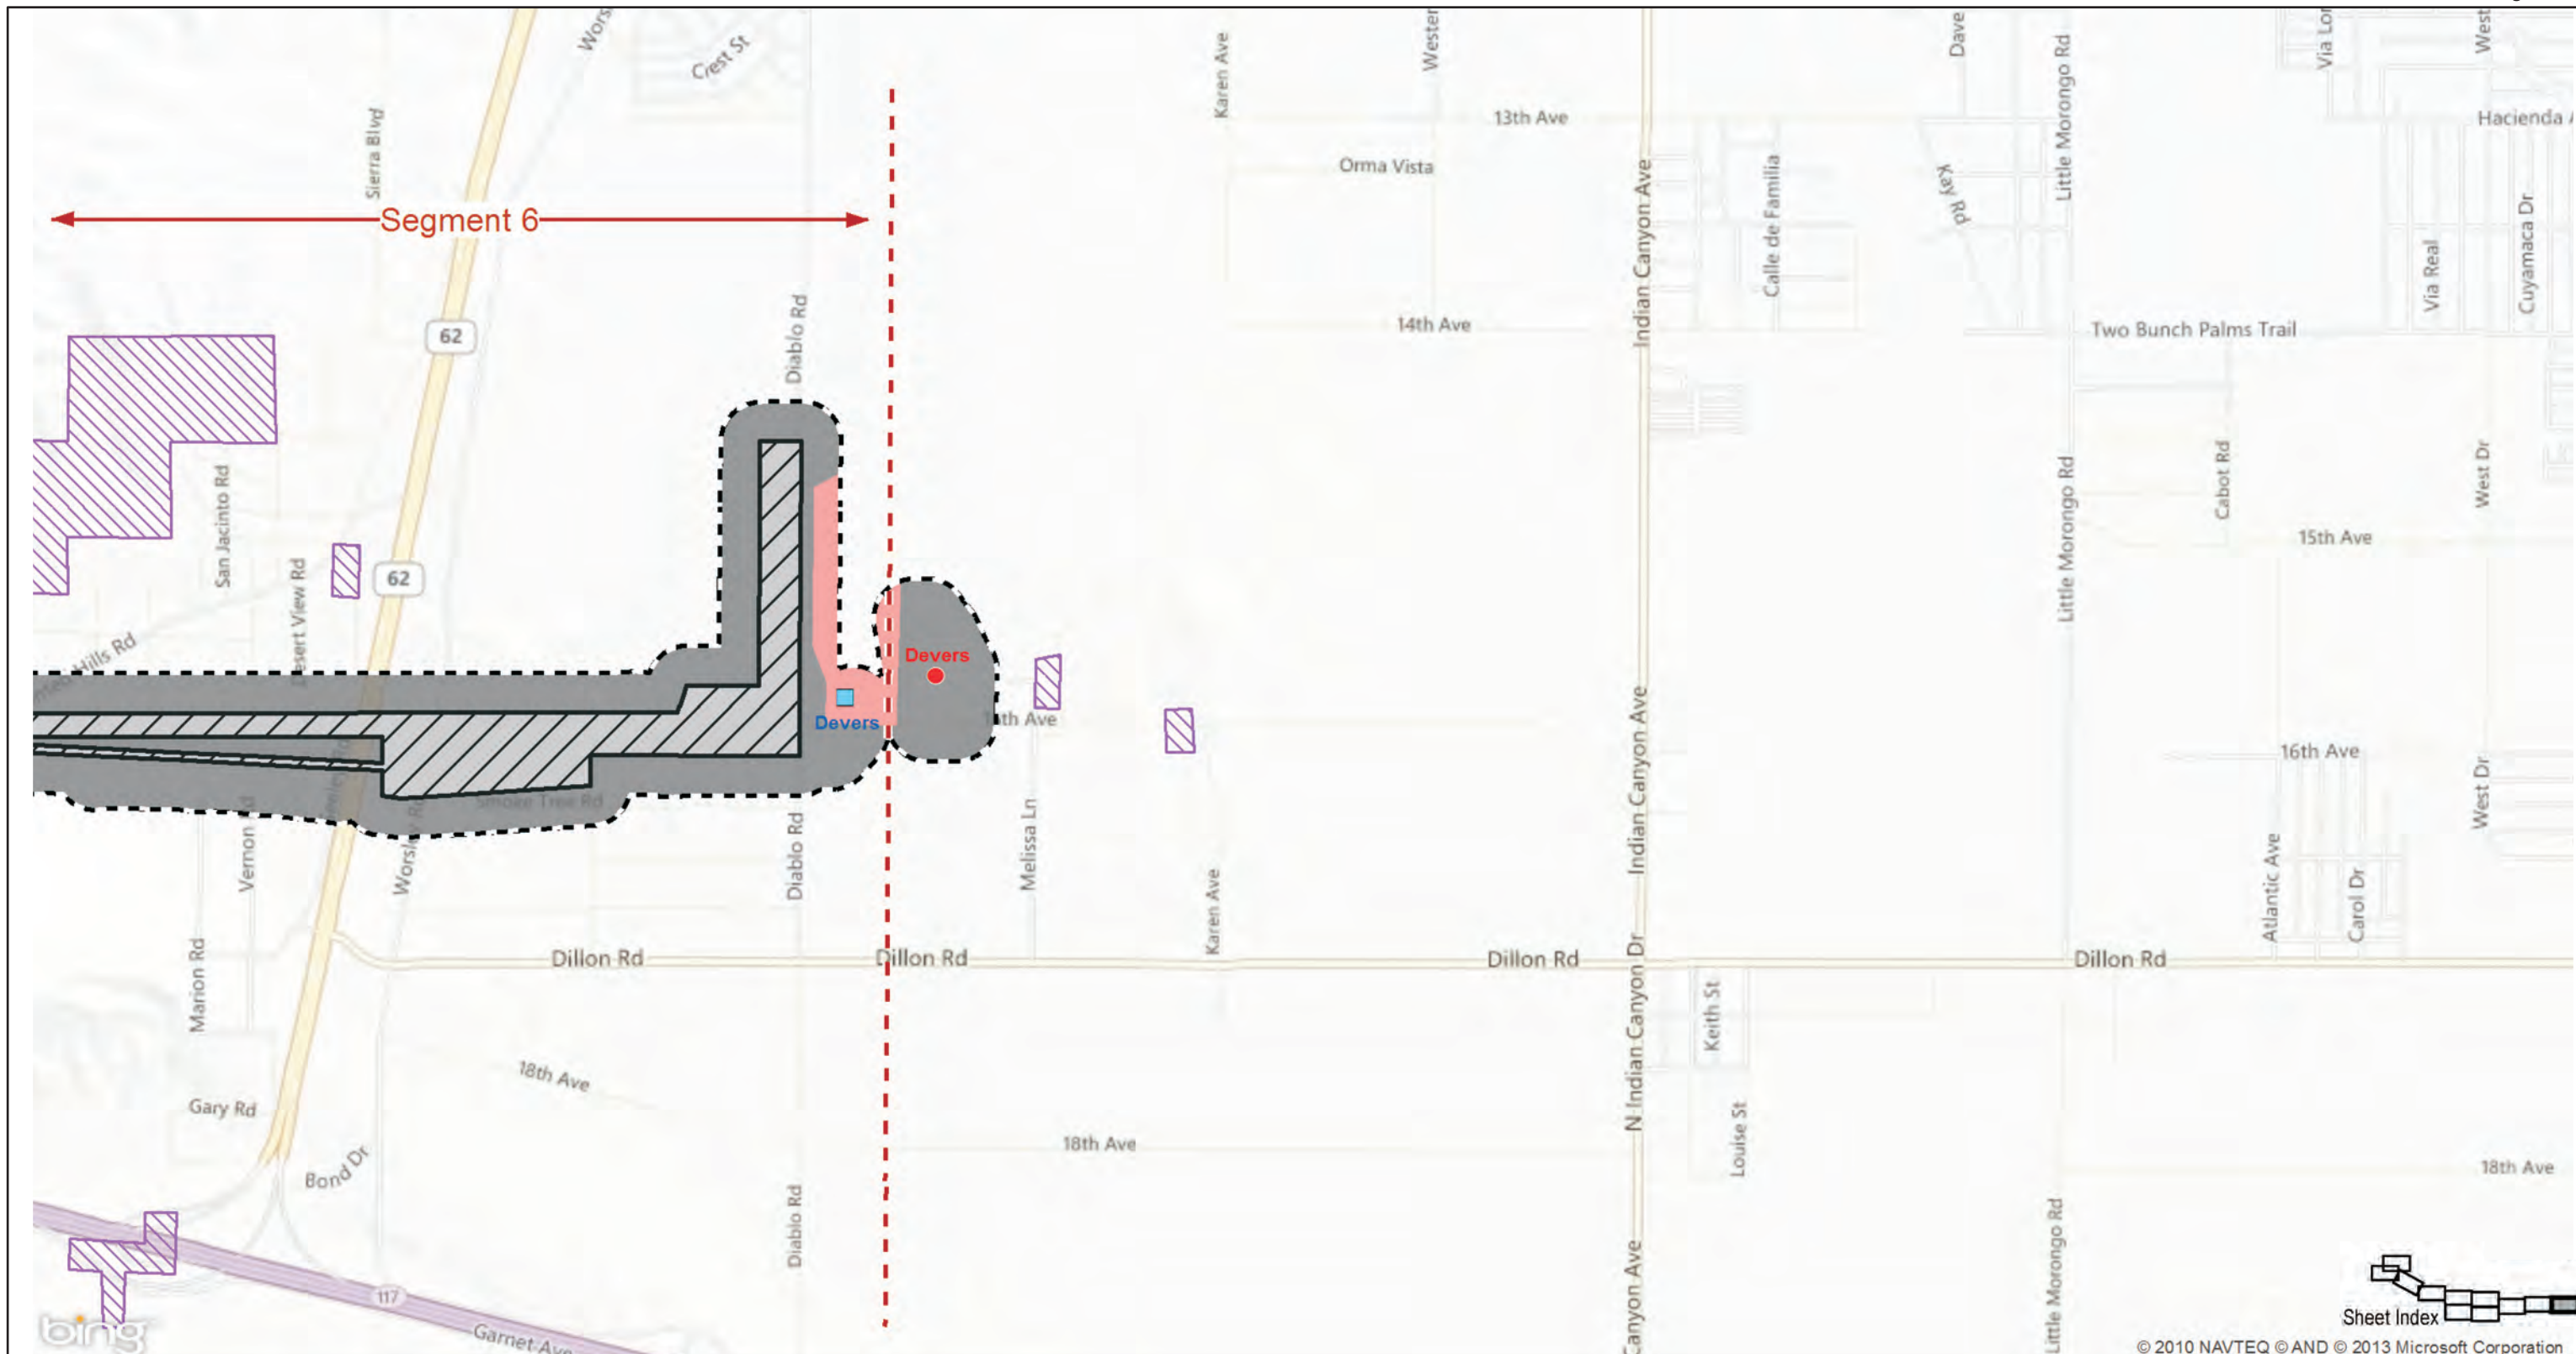 Crest St
Karen Ave
13th Ave
Orma Vista
Little Morongo Rd
Sierra Blvd
Kay Rd
Calle de Familia
Indian Canyon Ave
Segment 6
Via Real
Cuyamaca Dr
62
Diablo Rd
14th Ave
Two Bunch Palms Trail
San Jacinto Rd
Cabot Rd
West Dr
62
Little Morongo Rd
15th Ave
Hills Rd
Devers
Devers
16th Ave
Indian Canyon Ave
West Dr
Smoke Tree Rd
Vernon Rd
Diablo Rd
Melissa Ln
Karen Ave
Atlantic Ave
Carol Dr
Marion Rd
Dillon Rd
Dillon Rd
Dillon Rd
Dillon Rd
N Indian Canyon Dr
Keith St
18th Ave
Gary Rd
Louise St
Bond Dr
18th Ave
18th Ave
Diablo Rd
Little Morongo Rd
Canyon Ave
117
bing
Garnet Ave
Sheet Index
© 2010 NAVTEQ © AND © 2013 Microsoft Corporation